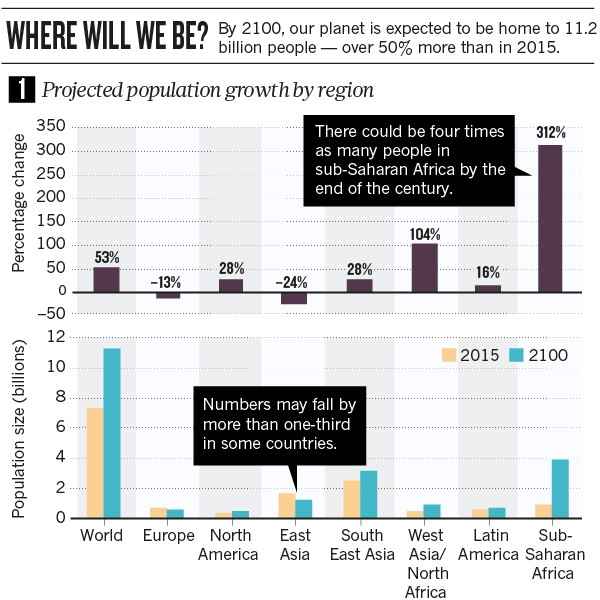 WHERE WILL WE BE?
By 2100, our planet is expected to be home to 11.2
billion people — over 50% more than in 2015.
1 Projected population growth by region
Percentage change
350
300
250
200
150
100
50
0
–50
53%
–13%
28%
–24%
28%
104%
16%
312%
There could be four times
as many people in
sub-Saharan Africa by the
end of the century.
Population size (billions)
12
10
8
6
4
2
0
2015
2100
Numbers may fall by
more than one-third
in some countries.
World
Europe
North
America
East
Asia
South
East Asia
West
Asia/
North
Africa
Latin
America
Sub-
Saharan
Africa